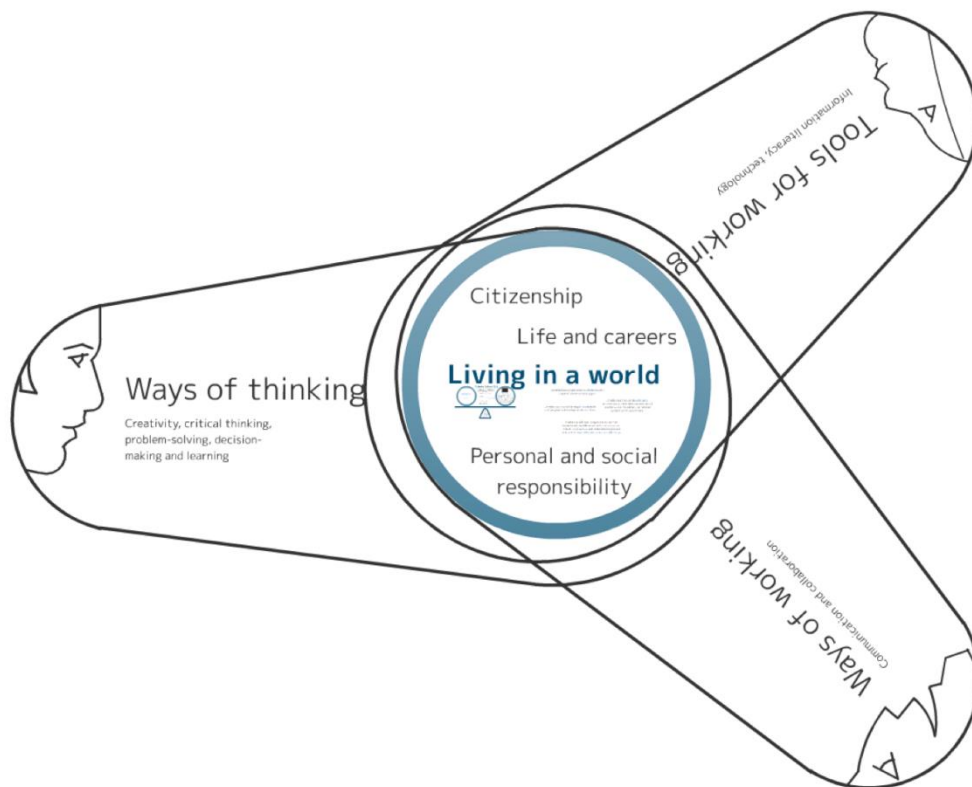 Ways of thinking
Creativity, critical thinking,
problem-solving, decision-
making and learning
Citizenship
Life and careers
Living in a world
Personal and social
responsibility
Tools for working
Information literacy, technology
Ways of working
Communication and collaboration